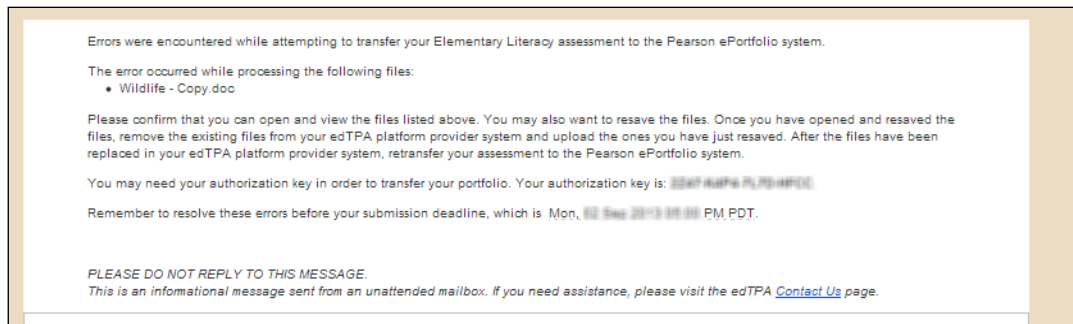 Errors were encountered while attempting to transfer your Elementary Literacy assessment to the Pearson ePortfolio system.
The error occurred while processing the following files:
• Wildlife - Copy.doc
Please confirm that you can open and view the files listed above. You may also want to resave the files. Once you have opened and resaved the
files, remove the existing files from your edTPA platform provider system and upload the ones you have just resaved. After the files have been
replaced in your edTPA platform provider system, retransfer your assessment to the Pearson ePortfolio system.
You may need your authorization key in order to transfer your portfolio. Your authorization key is:
Remember to resolve these errors before your submission deadline, which is Mon, PM PDT.
PLEASE DO NOT REPLY TO THIS MESSAGE.
This is an informational message sent from an unattended mailbox. If you need assistance, please visit the edTPA Contact Us page.